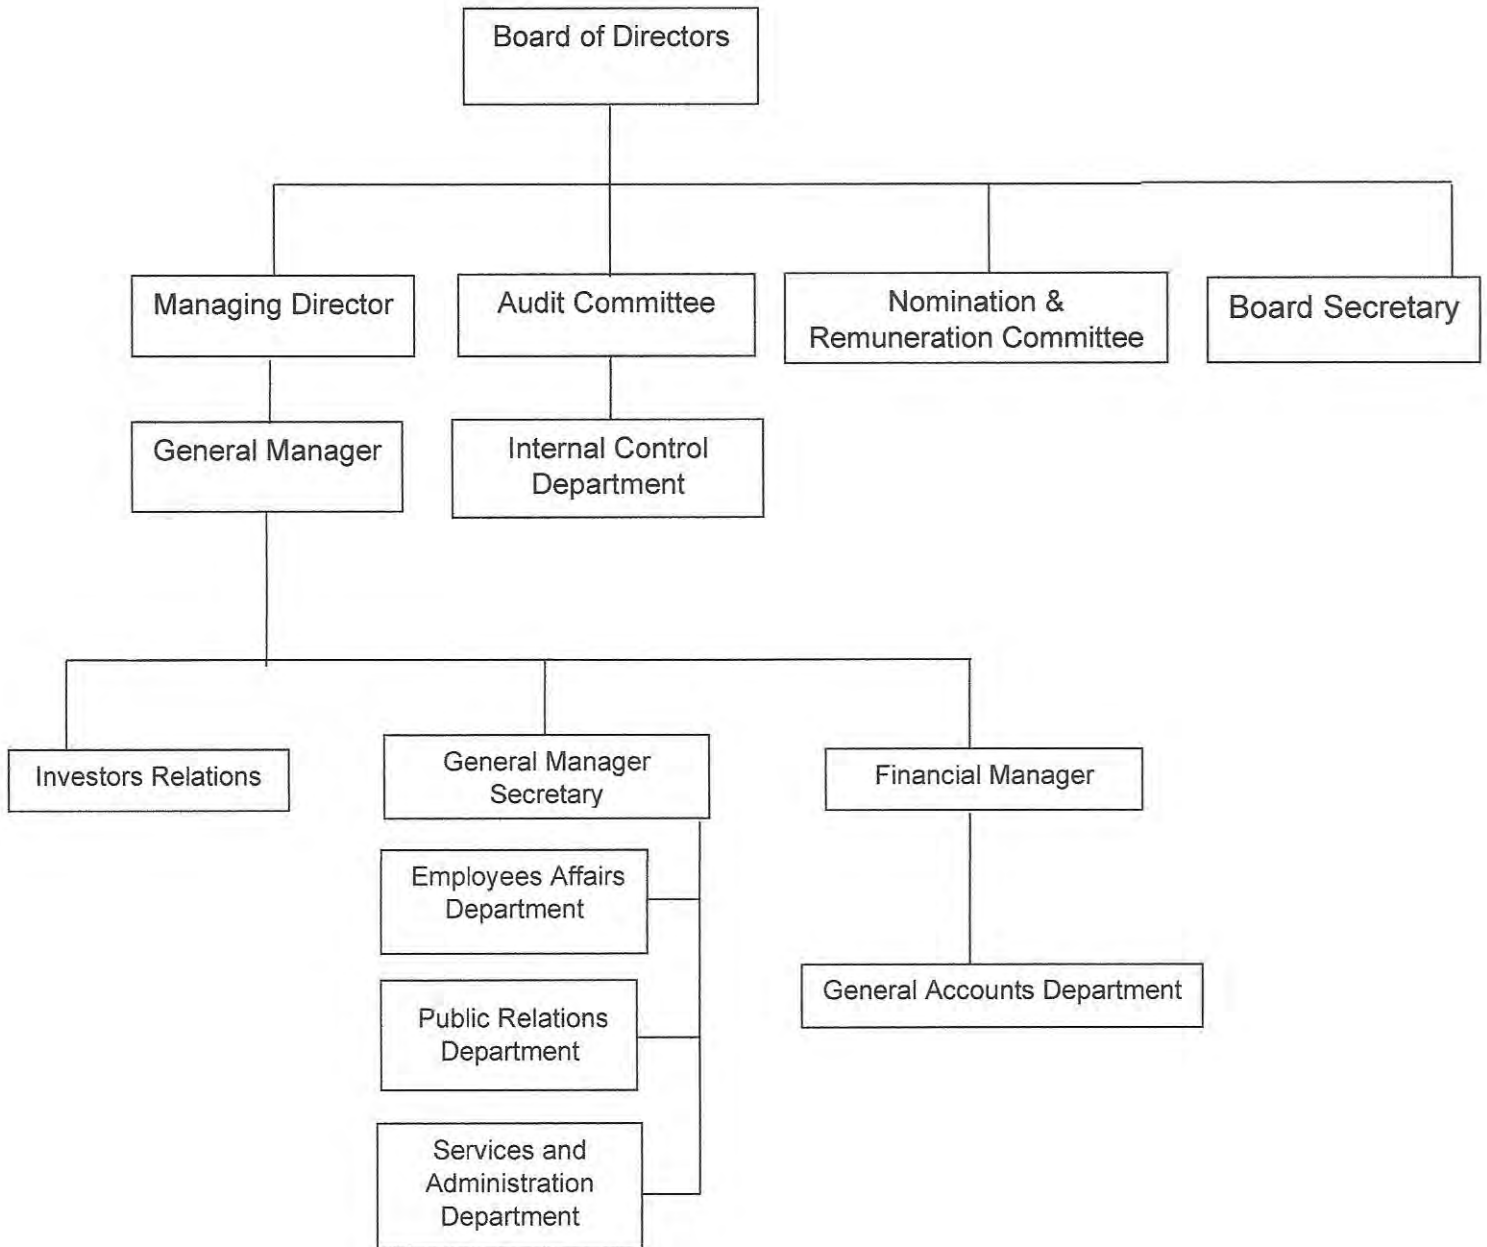 Board of Directors
Managing Director
Audit Committee
Nomination &
Remuneration Committee
Board Secretary
General Manager
Internal Control
Department
Investors Relations
General Manager
Secretary
Financial Manager
Employees Affairs
Department
General Accounts Department
Public Relations
Department
Services and
Administration
Department